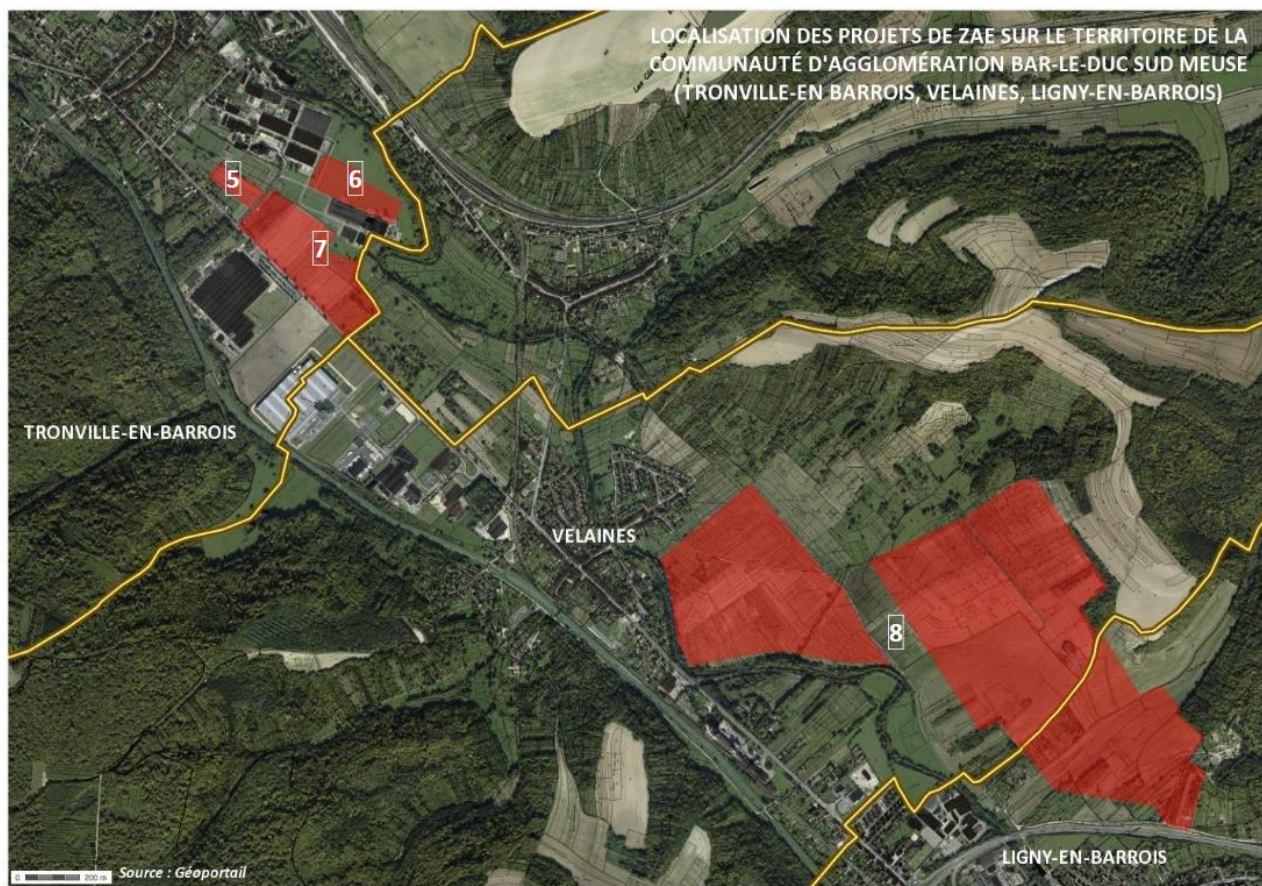 LOCALISATION DES PROJETS DE ZAE SUR LE TERRITOIRE DE LA
COMMUNAUTÉ D'AGGLOMÉRATION BAR-LE-DUC SUD MEUSE
(TRONVILLE-EN BARROIS, VELAINES, LIGNY-EN-BARROIS)
5
6
7
TRONVILLE-EN-BARROIS
VELAINES
8
LIGNY-EN-BARROIS
0 200 m
Source : Géoportail